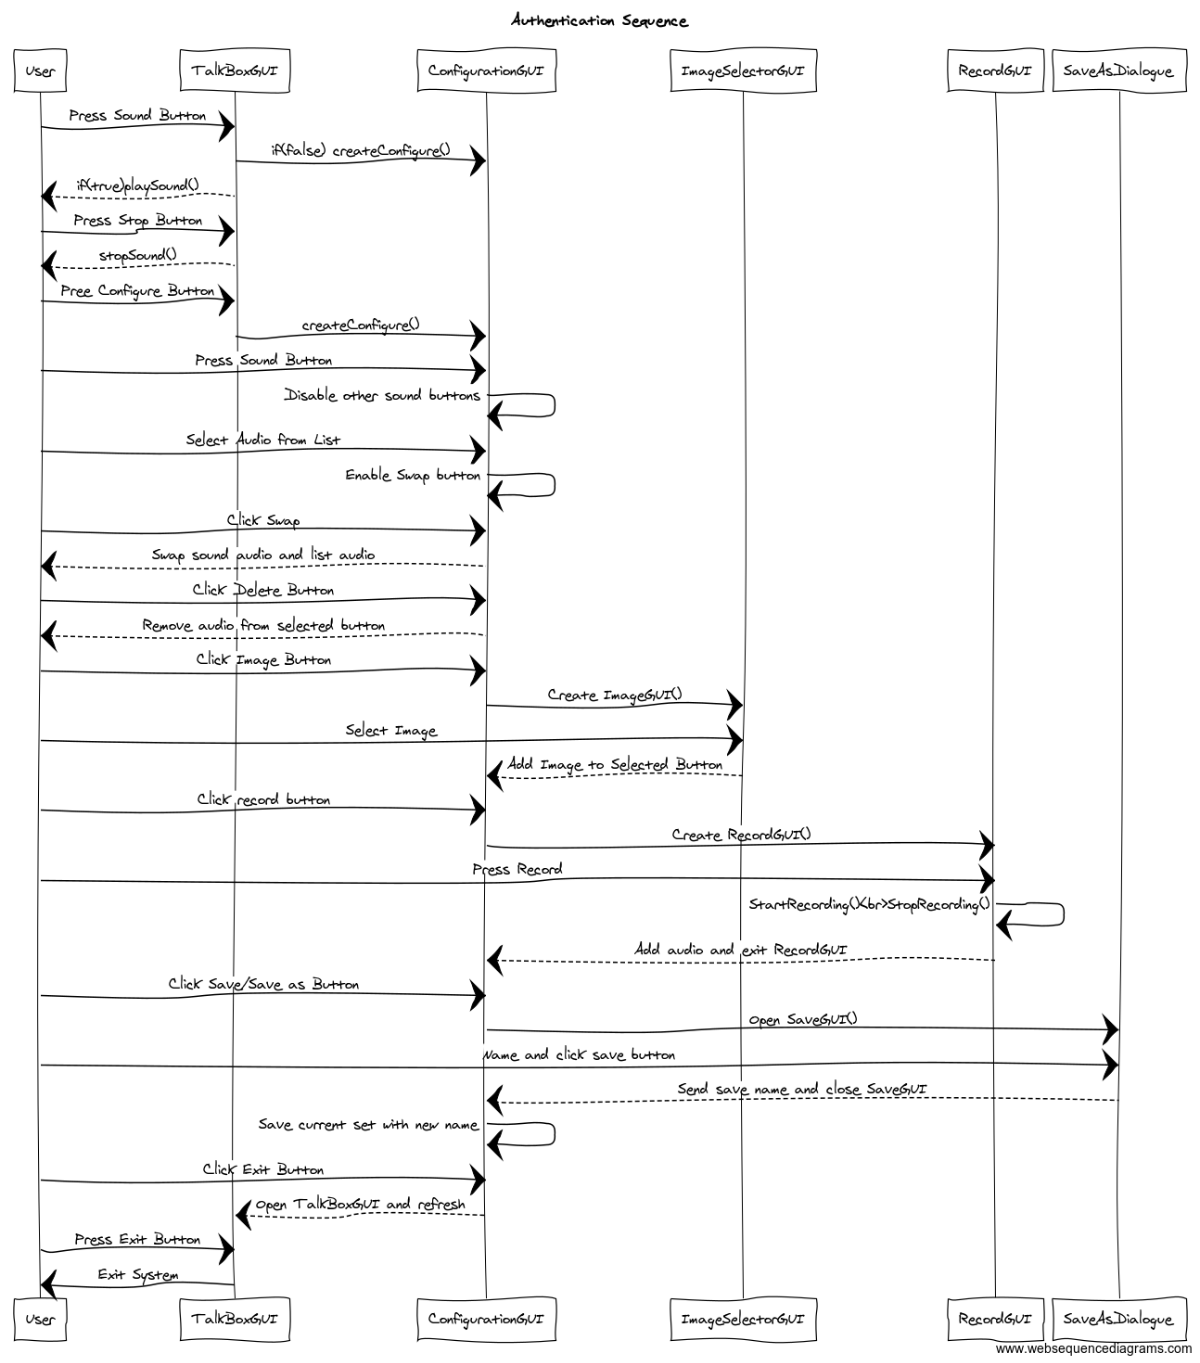 Authentication Sequence
User
TalkBoxGUI
ConfigurationGUI
ImageSelectorGUI
RecordGUI
SaveAsDialogue
Press Sound Button
if(false) createConfigure()
if(true)playSound()
Press Stop Button
stopSound()
Pree Configure Button
createConfigure()
Press Sound Button
Disable other sound buttons
Select Audio from List
Enable Swap button
Click Swap
Swap sound audio and list audio
Click Delete Button
Remove audio from selected button
Click Image Button
Create ImageGUI()
Select Image
Add Image to Selected Button
Click record button
Create RecordGUI()
Press Record
StartRecording()<br>StopRecording()
Add audio and exit RecordGUI
Click Save/Save as Button
Open SaveGUI()
Name and click save button
Send save name and close SaveGUI
Save current set with new name
Click Exit Button
Open TalkBoxGUI and refresh
Press Exit Button
Exit System
User
TalkBoxGUI
ConfigurationGUI
ImageSelectorGUI
RecordGUI
SaveAsDialogue
www.websequencediagrams.com